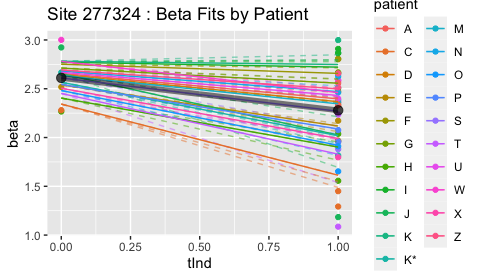 Site 277324 : Beta Fits by Patient
patient
3.0
2.5
2.0
1.5
1.0
beta
0.00
0.25
0.50
0.75
1.00
tInd
A
C
D
E
F
G
H
I
J
K
K*
M
N
O
P
S
T
U
W
X
Z